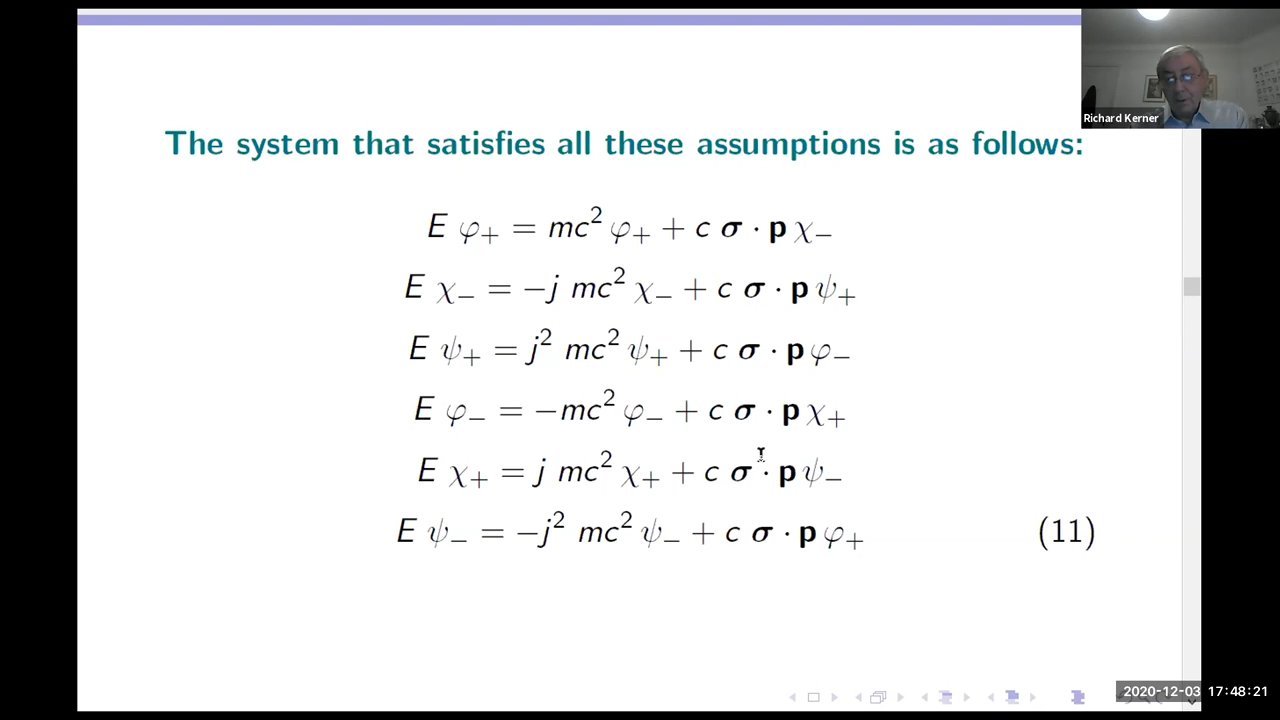 Richard Kerner
The system that satisfies all these assumptions is as follows:
E φ₊ = mc² φ₊ + c σ · p χ₋
E χ₋ = −j mc² χ₋ + c σ · p ψ₊
E ψ₊ = j² mc² ψ₊ + c σ · p φ₋
E φ₋ = −mc² φ₋ + c σ · p χ₊
E χ₊ = j mc² χ₊ + c σ · p ψ₋
E ψ₋ = −j² mc² ψ₋ + c σ · p φ₊ (11)
2020-12-03 17:48:21